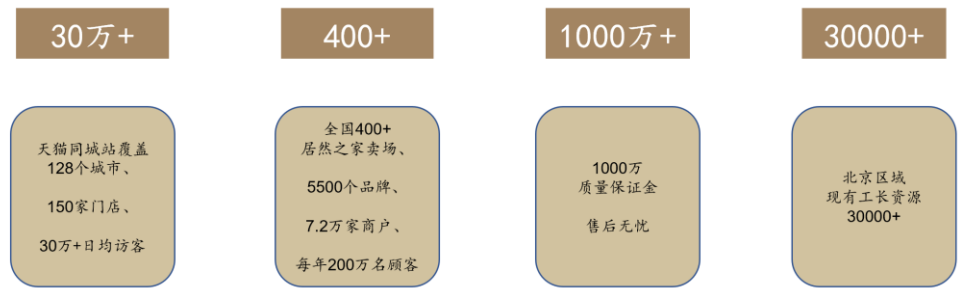 30万+
400+
1000万+
30000+
天猫同城站覆盖
128个城市、
150家门店、
30万+日均访客
全国400+
居然之家卖场、
5500个品牌、
7.2万家商户、
每年200万名顾客
1000万
质量保证金
售后无忧
北京区域
现有工长资源
30000+